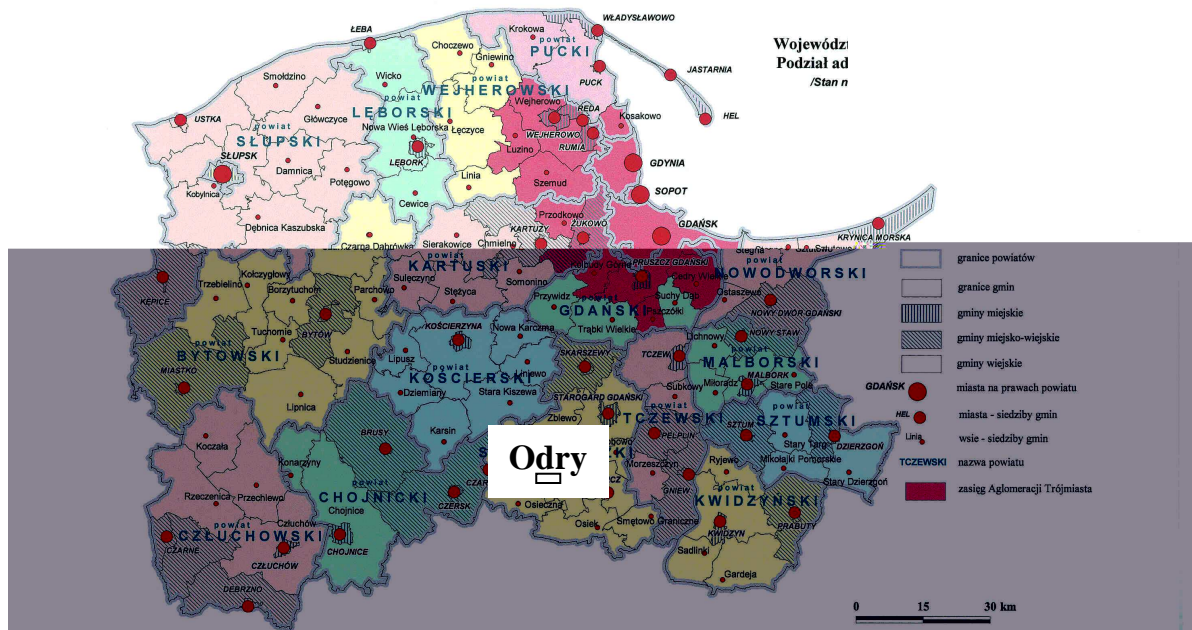 ŁEBA
WŁADYSŁAWOWO
Krokowa
powiat
PUCKI
Choczewo
Gniewino
Województ
Podział ad
/Stan n
JASTARNIA
PUCK
HEL
Smołdzino
Wicko
powiat
WEJHEROWSKI
powiat
LĘBORSKI
Wejherowo
REDA
Kosakowo
USTKA
Główczyce
powiat
SŁUPSKI
Nowa Wieś Lęborska
Łęczyce
WEJHEROWO
RUMIA
Luzino
SŁUPSK
Damnica
LĘBORK
GDYNIA
Potęgowo
Linia
Szemud
SOPOT
Kobylnica
Cewice
Dębnica Kaszubska
Przodkowo
ŻUKOWO
GDAŃSK
KARTUZY
Czarna Dąbrówka
Sierakowice
Chmielno
KRYNICA MORSKA
Kolczygłowy
KARTUSKI
PRUSZCZ GDAŃSKI
powiat
NOWODWORSKI
granice powiatów
KĘPICE
Trzebielino
Borzytuchom
Parchowo
Sulęczyno
Somonino
Stężyca
Przywidz
Suchy Dąb
Ostaszewo
granice gmin
powiat
GDAŃSKI
Pszczółki
Trąbki Wielkie
NOWY DWÓR GDAŃSKI
gminy miejskie
Tuchomie
BYTÓW
KOŚCIERZYNA
Nowa Karczma
Lichnowy
NOWY STAW
gminy miejsko-wiejskie
powiat
BYTOWSKI
Studzienice
Lipusz
SKARSZEWY
TCZEW
powiat
MALBORSKI
gminy wiejskie
MIASTKO
powiat
KOŚCIERSKI
Liniewo
Dziemiany
Stara Kiszewa
STAROGARD GDAŃSKI
Subkowy
Miłoradz
MALBORK
Stare Pole
GDAŃSK
miasta na prawach powiatu
Lipnica
Zblewo
powiat
TCZEWSKI
PELPLIN
SZTUM
powiat
SZTUMSKI
HEL
miasta - siedziby gmin
Koczała
BRUSY
Karsin
Stary Targ
DZIERZGOŃ
Linia
wsie - siedziby gmin
Konarzyny
Odry
Morzeszczyn
Ryjewo
Mikołajki Pomorskie
TCZEWSKI
nazwa powiatu
Rzeczenica
Przechlewo
powiat
CHOJNICKI
CZERSK
GNIEW
powiat
KWIDZYŃSKI
Stary Dzierzgoń
zasięg Aglomeracji Trójmiasta
Chojnice
Osieczna
Człuchów
powiat
CZŁUCHOWSKI
Osiek
Smętowo Graniczne
PRABUTY
CZARNE
CHOJNICE
KWIDZYN
CZŁUCHÓW
Sadlinki
Gardeja
DEBRZNO
0 15 30 km